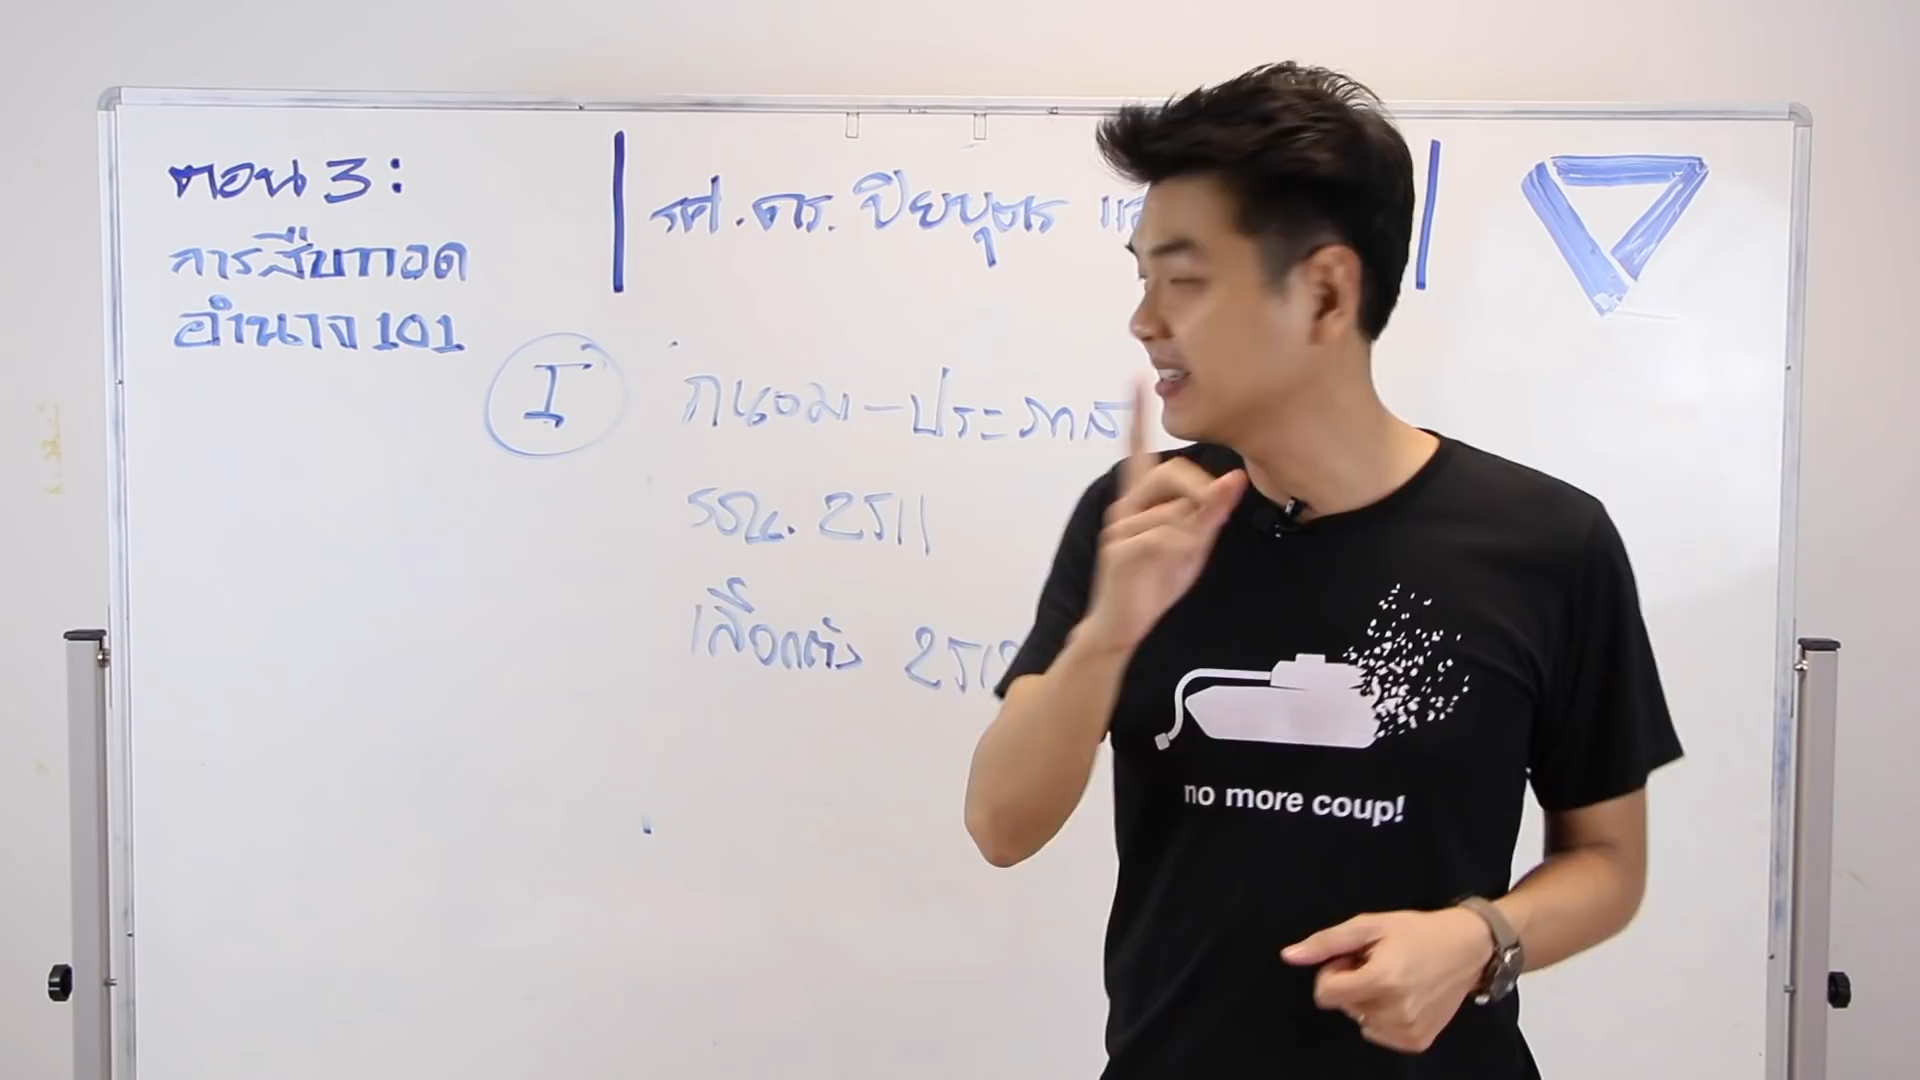 ตอน 3:
การสืบทอด
อำนาจ 101
รศ.ดร. ปิยบุตร
I
ถนอม - ประภาส
รธน. 2511
เลือกตั้ง 2512
no more coup!